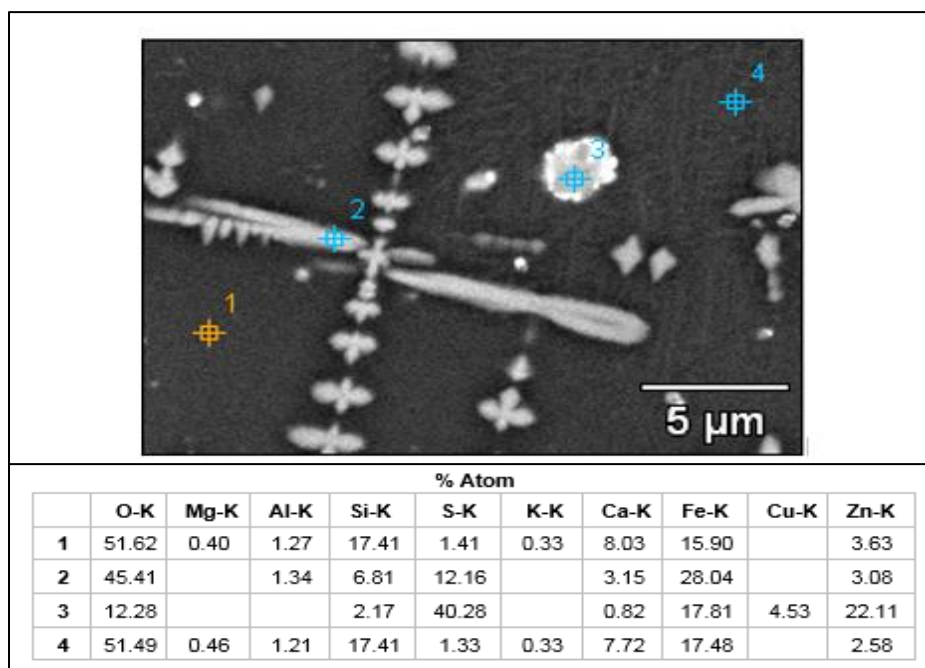 4
3
2
1
5 µm
% Atom
O-K Mg-K Al-K Si-K S-K K-K Ca-K Fe-K Cu-K Zn-K
1 51.62 0.40 1.27 17.41 1.41 0.33 8.03 15.90 3.63
2 45.41 1.34 6.81 12.16 3.15 28.04 3.08
3 12.28 2.17 40.28 0.82 17.81 4.53 22.11
4 51.49 0.46 1.21 17.41 1.33 0.33 7.72 17.48 2.58